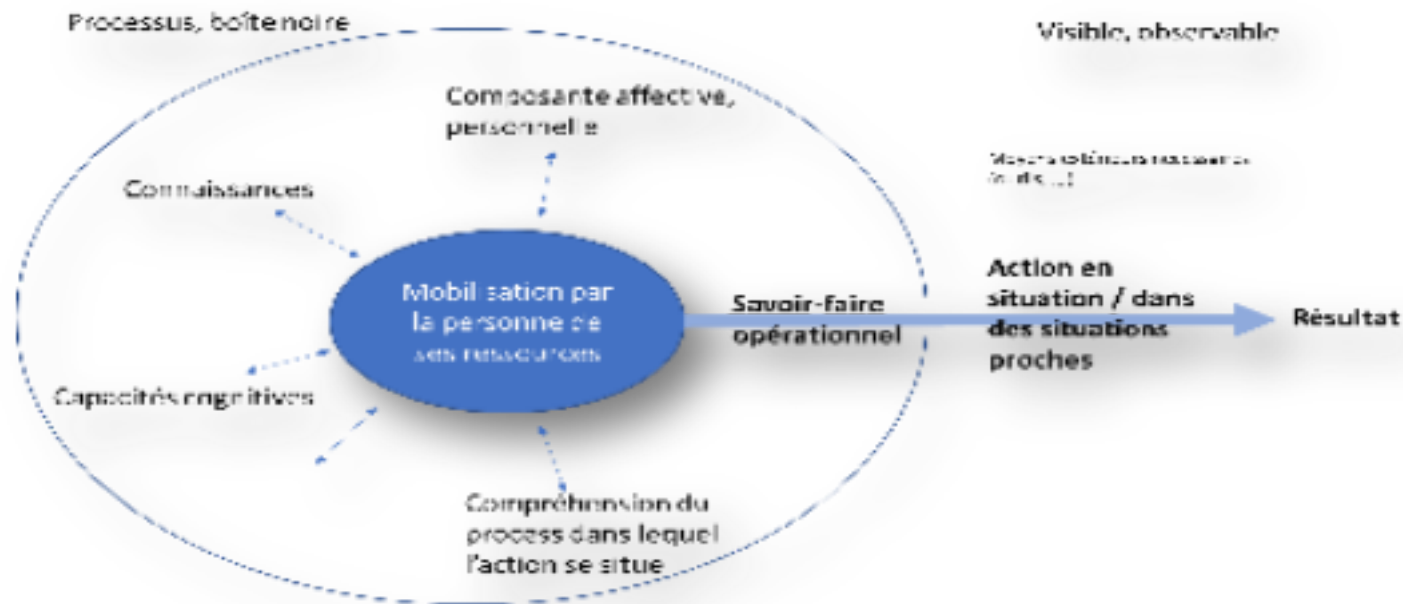 Processus, boîte noire
Visible, observable
Composante affective,
personnelle
Connaissances
Mobilisation par
la personne de
ses ressources
Savoir-faire
opérationnel
Action en
situation / dans
des situations
proches
Résultat
Capacités cognitives
Compréhension du
process dans lequel
l'action se situe